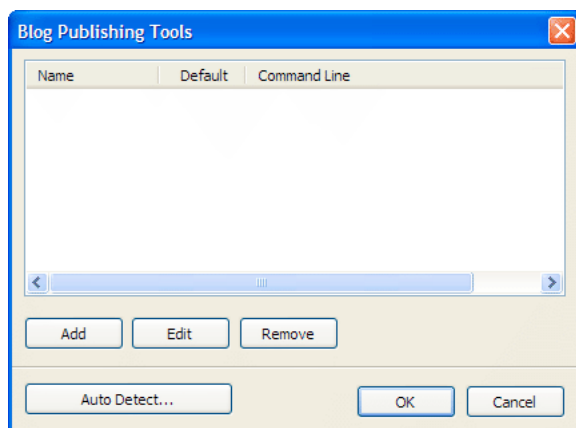 Blog Publishing Tools
Name Default Command Line
Add Edit Remove
Auto Detect... OK Cancel